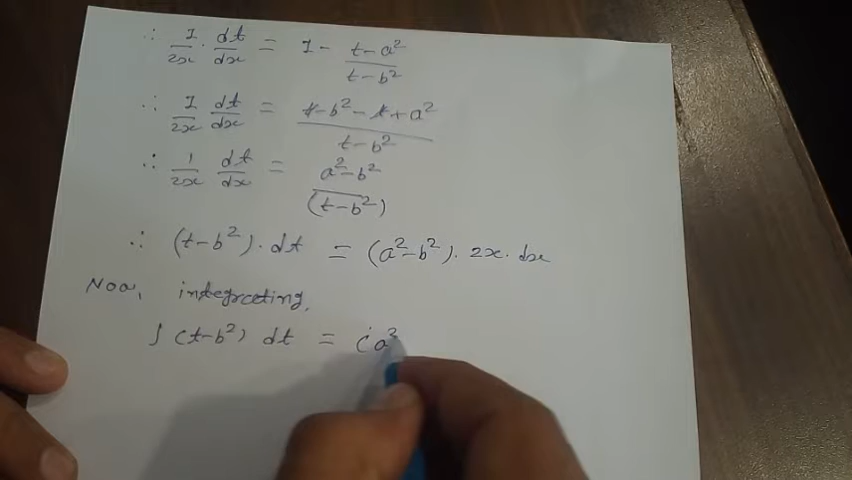 ∴ 1/2x · dt/dx = 1 - (t-a²)/(t-b²)
∴ 1/2x dt/dx = (t-b²-t+a²)/(t-b²)
∴ 1/2x dt/dx = (a²-b²)/(t-b²)
∴ (t-b²)·dt = (a²-b²)·2x·dx
Now, integrating,
∫(t-b²) dt = (a²